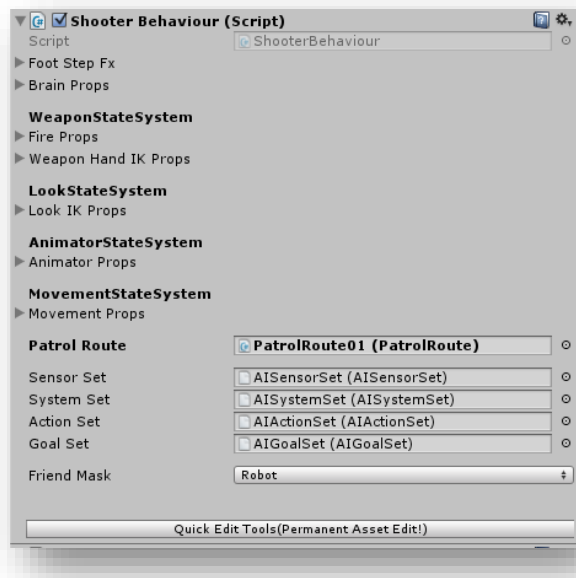 Shooter Behaviour (Script)
Script ShooterBehaviour
Foot Step Fx
Brain Props
WeaponStateSystem
Fire Props
Weapon Hand IK Props
LookStateSystem
Look IK Props
AnimatorStateSystem
Animator Props
MovementStateSystem
Movement Props
Patrol Route PatrolRoute01 (PatrolRoute)
Sensor Set AISensorSet (AISensorSet)
System Set AISystemSet (AISystemSet)
Action Set AIActionSet (AIActionSet)
Goal Set AIGoalSet (AIGoalSet)
Friend Mask Robot
Quick Edit Tools(Permanent Asset Edit!)